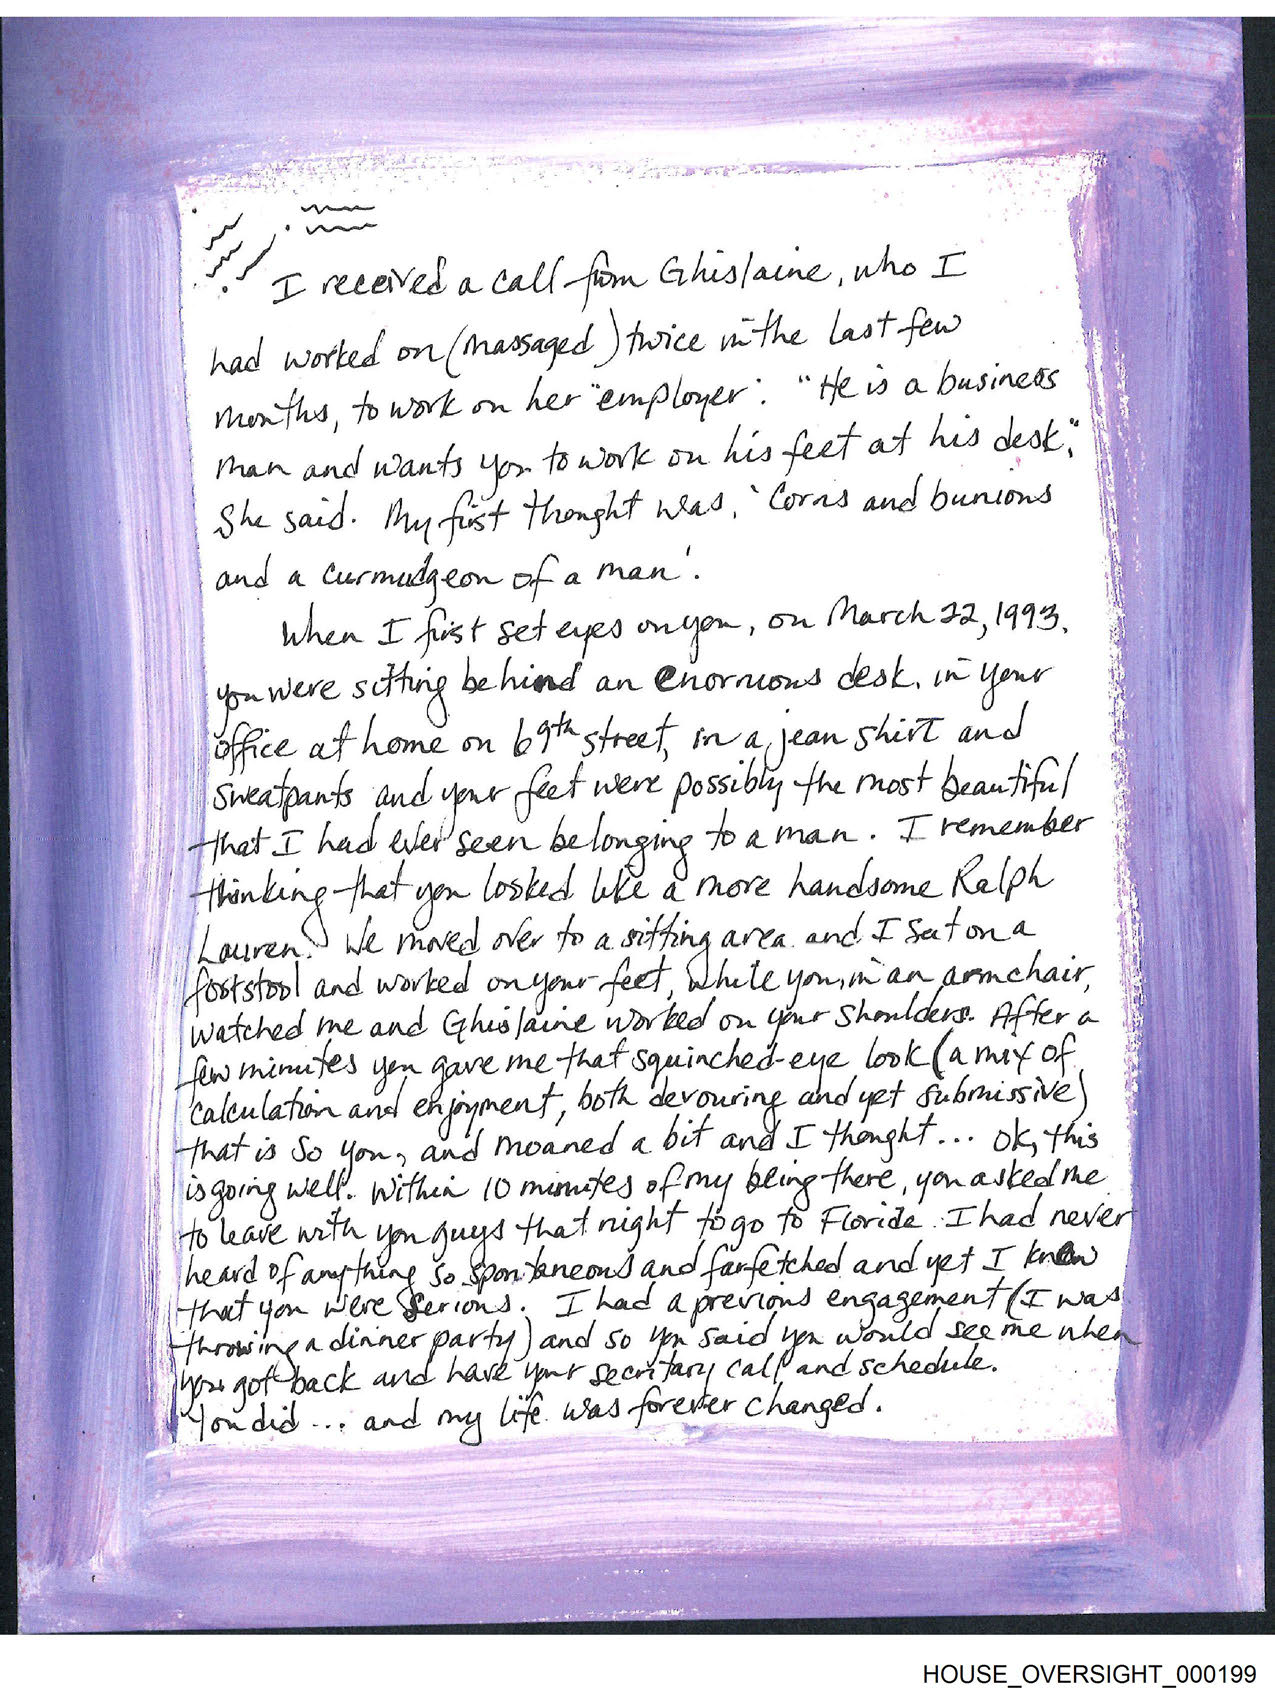 I received a call from Ghislaine, who I
had worked on (massaged) twice in the last few
months, to work on her "employer". "He is a business
man and wants you to work on his feet at his desk",
She said. My first thought was, 'Corns and bunions
and a curmudgeon of a man'.
When I first set eyes on you, on March 22, 1993,
you were sitting behind an enormous desk, in your
office at home on 69th street, in a jean shirt and
sweatpants and your feet were possibly the most beautiful
that I had ever seen belonging to a man. I remember
thinking that you looked like a more handsome Ralph
Lauren. We moved over to a sitting area and I sat on a
footstool and worked on your feet, while you, in an armchair,
watched me and Ghislaine worked on your shoulders. After a
few minutes you gave me that squinched-eye look (a mix of
calculation and enjoyment, both devouring and yet submissive)
that is so you, and moaned a bit and I thought... OK, this
is going well. Within 10 minutes of my being there, you asked me
to leave with you guys that night to go to Florida. I had never
heard of anything so spontaneous and farfetched and yet I knew
that you were serious. I had a previous engagement (I was
throwing a dinner party) and so you said you would see me when
you got back and have your secretary call and schedule.
You did ... and my life was forever changed.
HOUSE_OVERSIGHT_000199